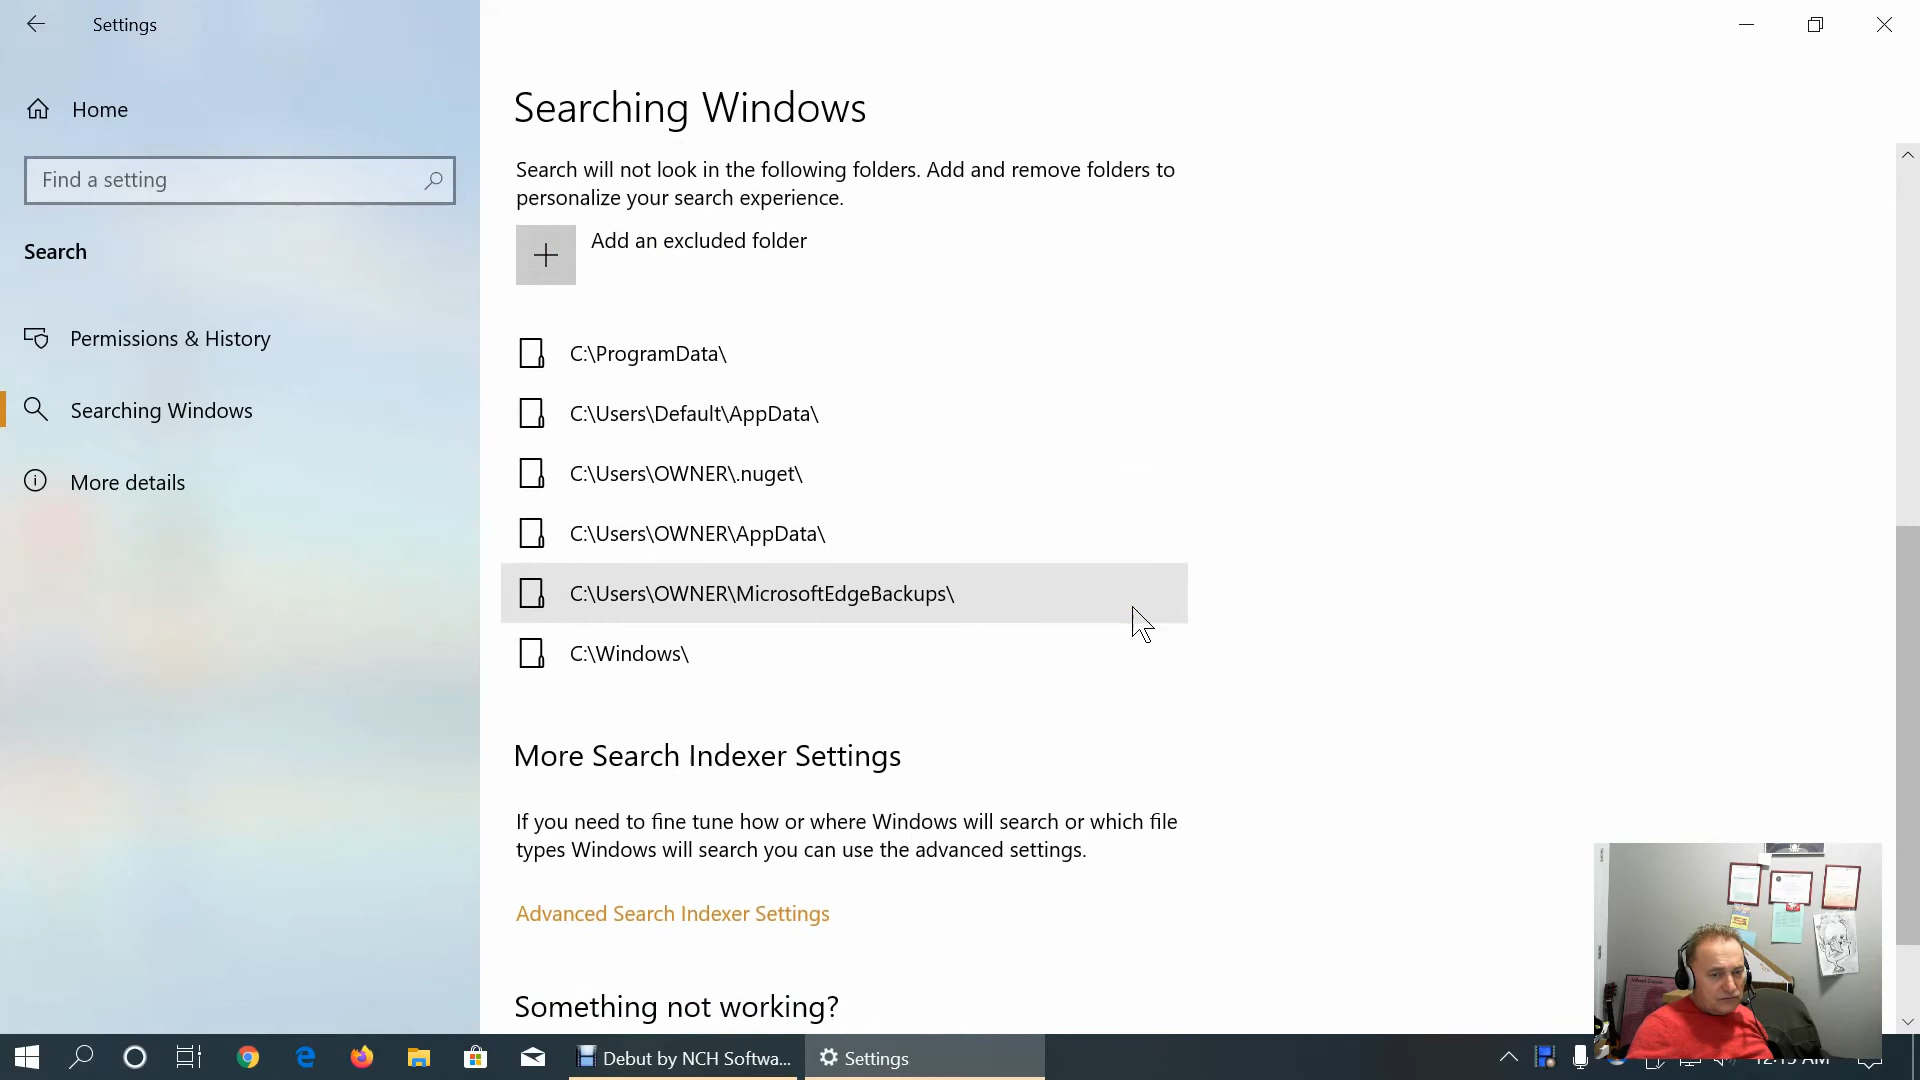 Settings
Home
Find a setting
Search
Permissions & History
Searching Windows
More details
Searching Windows
Search will not look in the following folders. Add and remove folders to
personalize your search experience.
Add an excluded folder
C:\ProgramData\
C:\Users\Default\AppData\
C:\Users\OWNER\.nuget\
C:\Users\OWNER\AppData\
C:\Users\OWNER\MicrosoftEdgeBackups\
C:\Windows\
More Search Indexer Settings
If you need to fine tune how or where Windows will search or which file
types Windows will search you can use the advanced settings.
Advanced Search Indexer Settings
Something not working?
Debut by NCH Softwa...
Settings